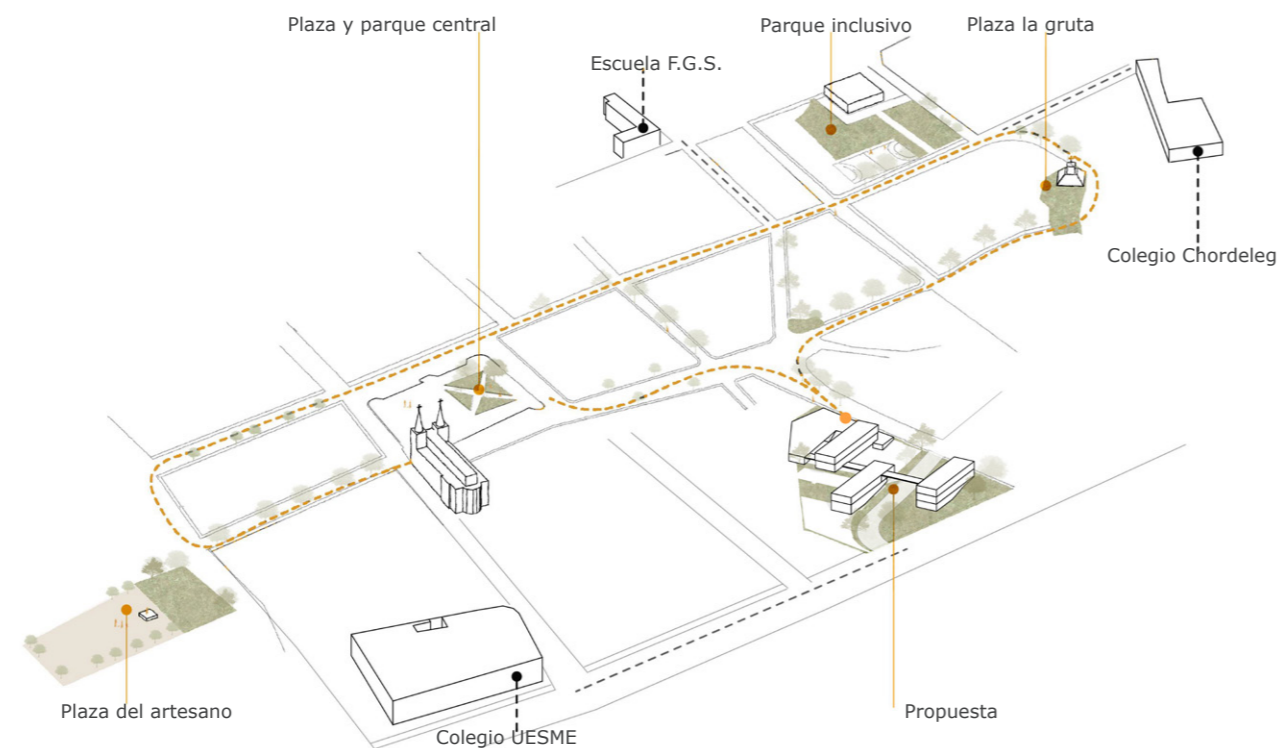 Plaza y parque central
Parque inclusivo
Plaza la gruta
Escuela F.G.S.
Colegio Chordeleg
Plaza del artesano
Propuesta
Colegio UESME